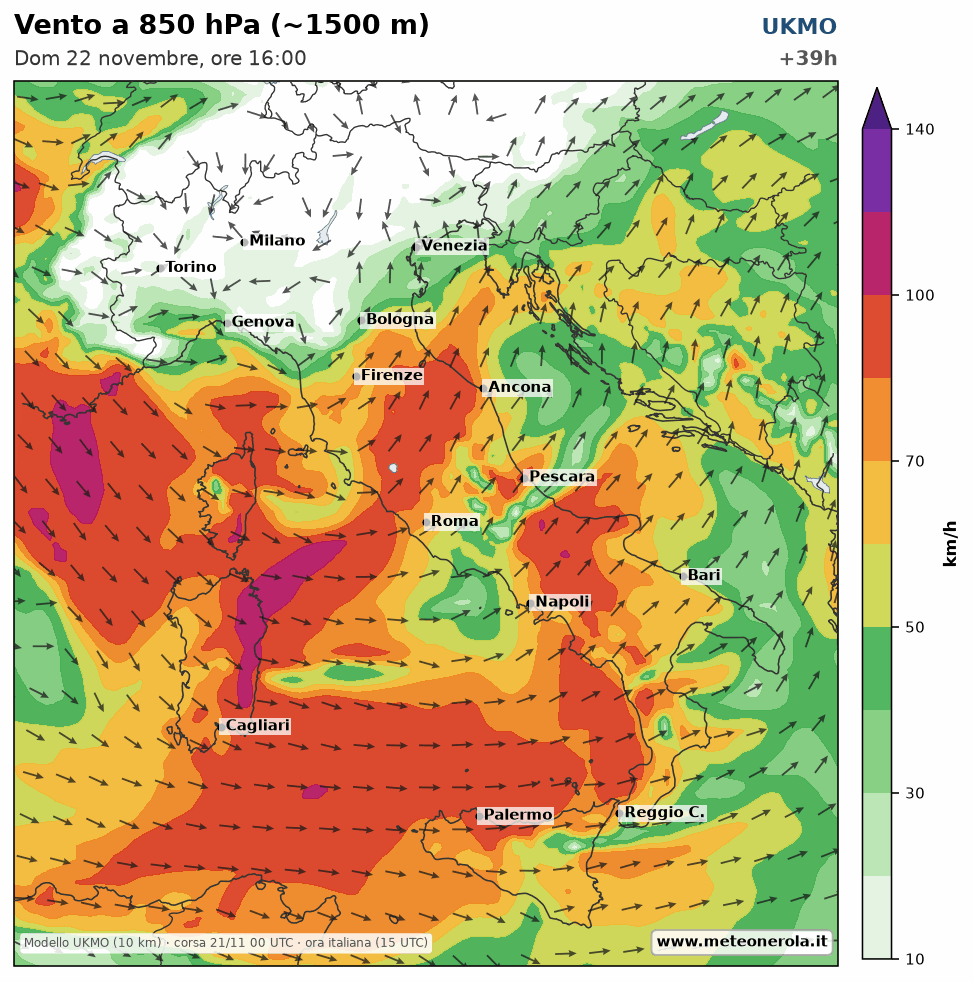 Vento a 850 hPa (~1500 m)
UKMO
Dom 22 novembre, ore 16:00
+39h
Milano
Venezia
Torino
Genova
Bologna
Firenze
Ancona
Pescara
Roma
Bari
Napoli
Cagliari
Palermo
Reggio C.
140
100
70
50
30
10
km/h
Modello UKMO (10 km) · corsa 21/11 00 UTC · ora italiana (15 UTC)
www.meteonerola.it